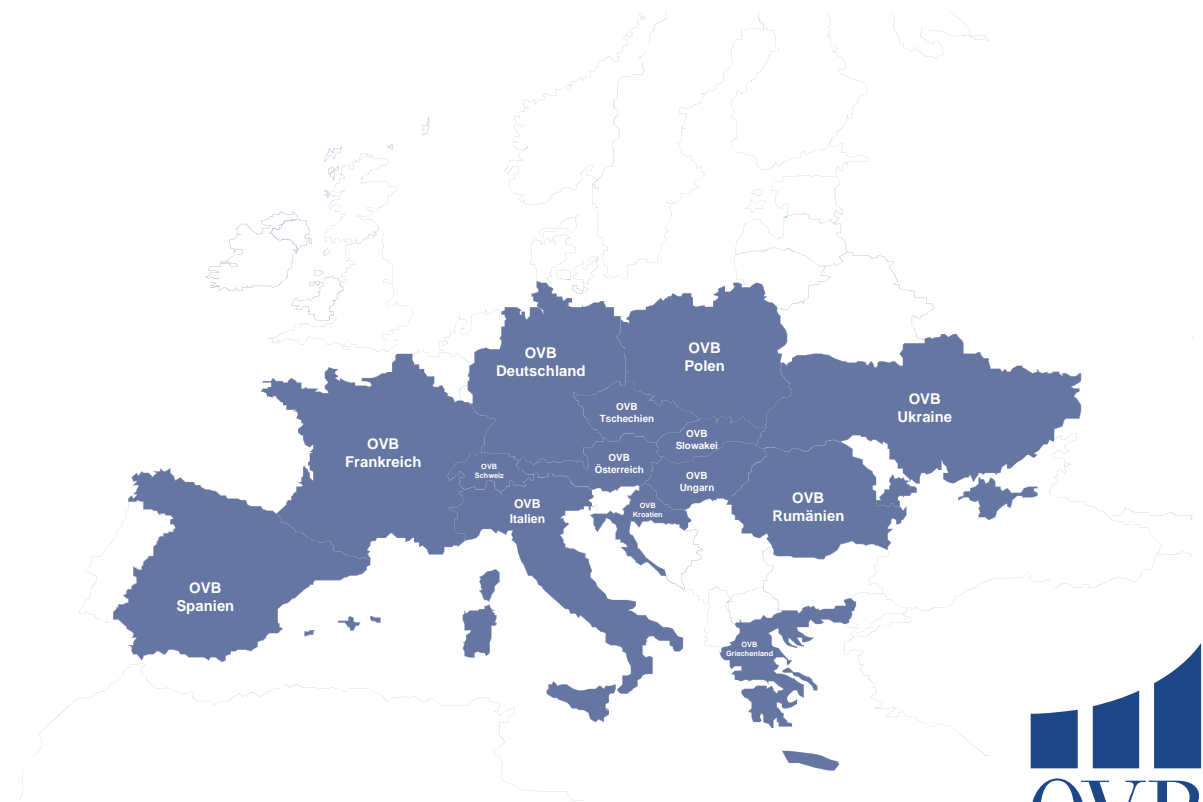 OVB
Deutschland
OVB
Polen
OVB
Ukraine
OVB
Tschechien
OVB
Slowakei
OVB
Frankreich
OVB
Österreich
OVB
Schweiz
OVB
Ungarn
OVB
Italien
OVB
Kroatien
OVB
Rumänien
OVB
Spanien
OVB
Griechenland
OVB